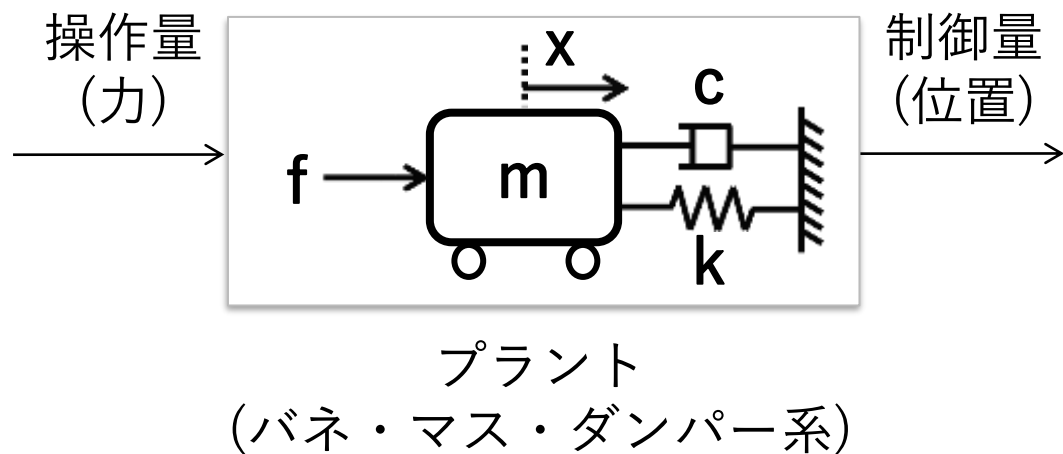 操作量
(力)
制御量
(位置)
x
c
f
m
k
プラント
(バネ・マス・ダンパー系)